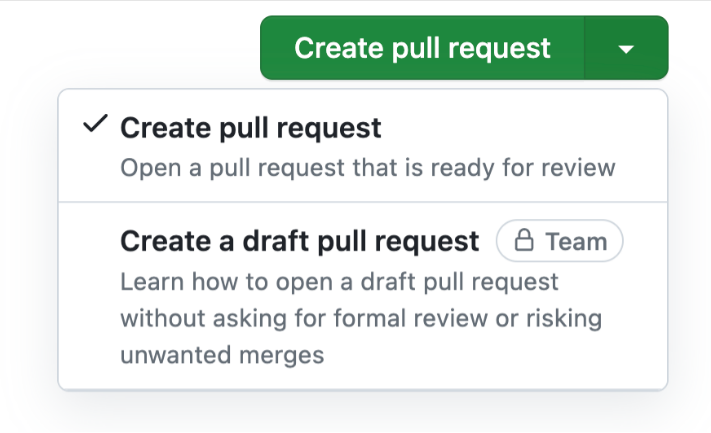 Create pull request
Create pull request
Open a pull request that is ready for review
Create a draft pull request Team
Learn how to open a draft pull request
without asking for formal review or risking
unwanted merges